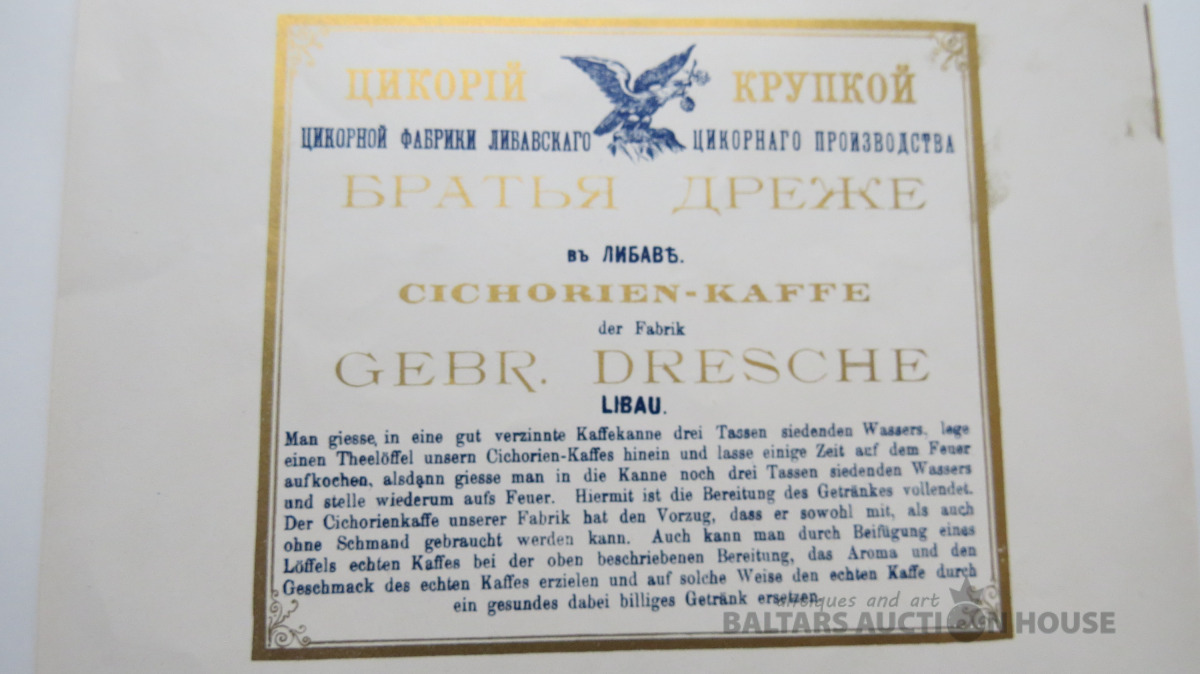 ЦИКОРІЙ КРУПКОЙ
ЦИКОРНОЙ ФАБРИКИ ЛИБАВСКАГО ЦИКОРНАГО ПРОИЗВОДСТВА
БРАТЬЯ ДРЕЖЕ
въ ЛИБАВѢ.
CICHORIEN-KAFFE
der Fabrik
GEBR. DRESCHE
LIBAU.
Man giesse, in eine gut verzinnte Kaffekanne drei Tassen siedenden Wassers, lege
einen Theelöffel unsern Cichorien-Kaffes hinein und lasse einige Zeit auf dem Feuer
aufkochen, alsdann giesse man in die Kanne noch drei Tassen siedenden Wassers
und stelle wiederum aufs Feuer. Hiermit ist die Bereitung des Getränkes vollendet.
Der Cichorienkaffe unserer Fabrik hat den Vorzug, dass er sowohl mit, als auch
ohne Schmand gebraucht werden kann. Auch kann man durch Beifügung eines
Löffels echten Kaffes bei der oben beschriebenen Bereitung, das Aroma und den
Geschmack des echten Kaffes erzielen und auf solche Weise den echten Kaffe durch
ein gesundes dabei billiges Getränk ersetzen.
antiques and art
BALTARS AUCTION HOUSE